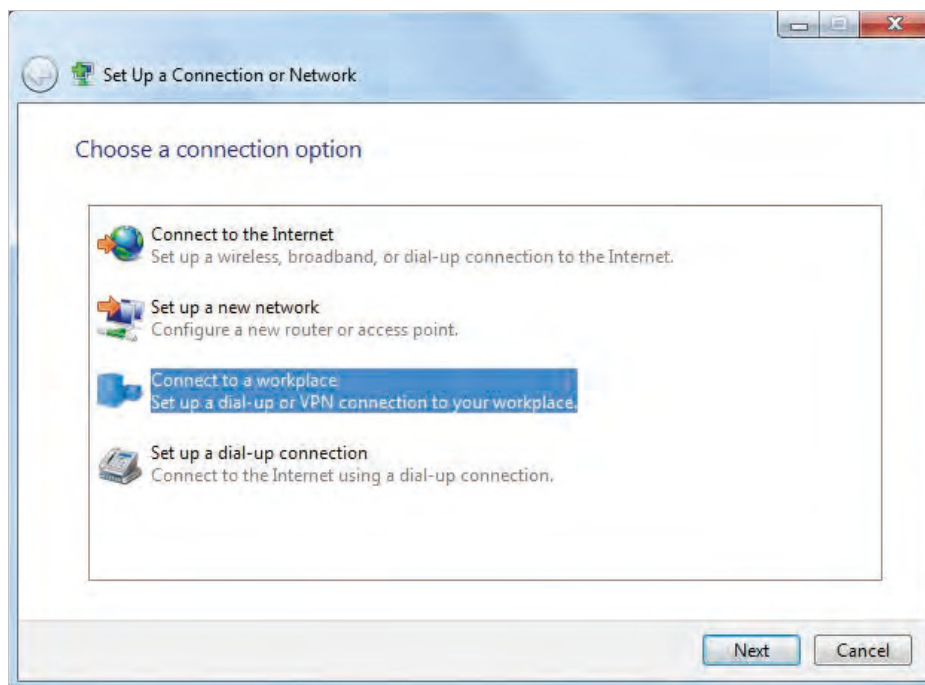 Set Up a Connection or Network
Choose a connection option
Connect to the Internet
Set up a wireless, broadband, or dial-up connection to the Internet.
Set up a new network
Configure a new router or access point.
Connect to a workplace
Set up a dial-up or VPN connection to your workplace.
Set up a dial-up connection
Connect to the Internet using a dial-up connection.
Next
Cancel